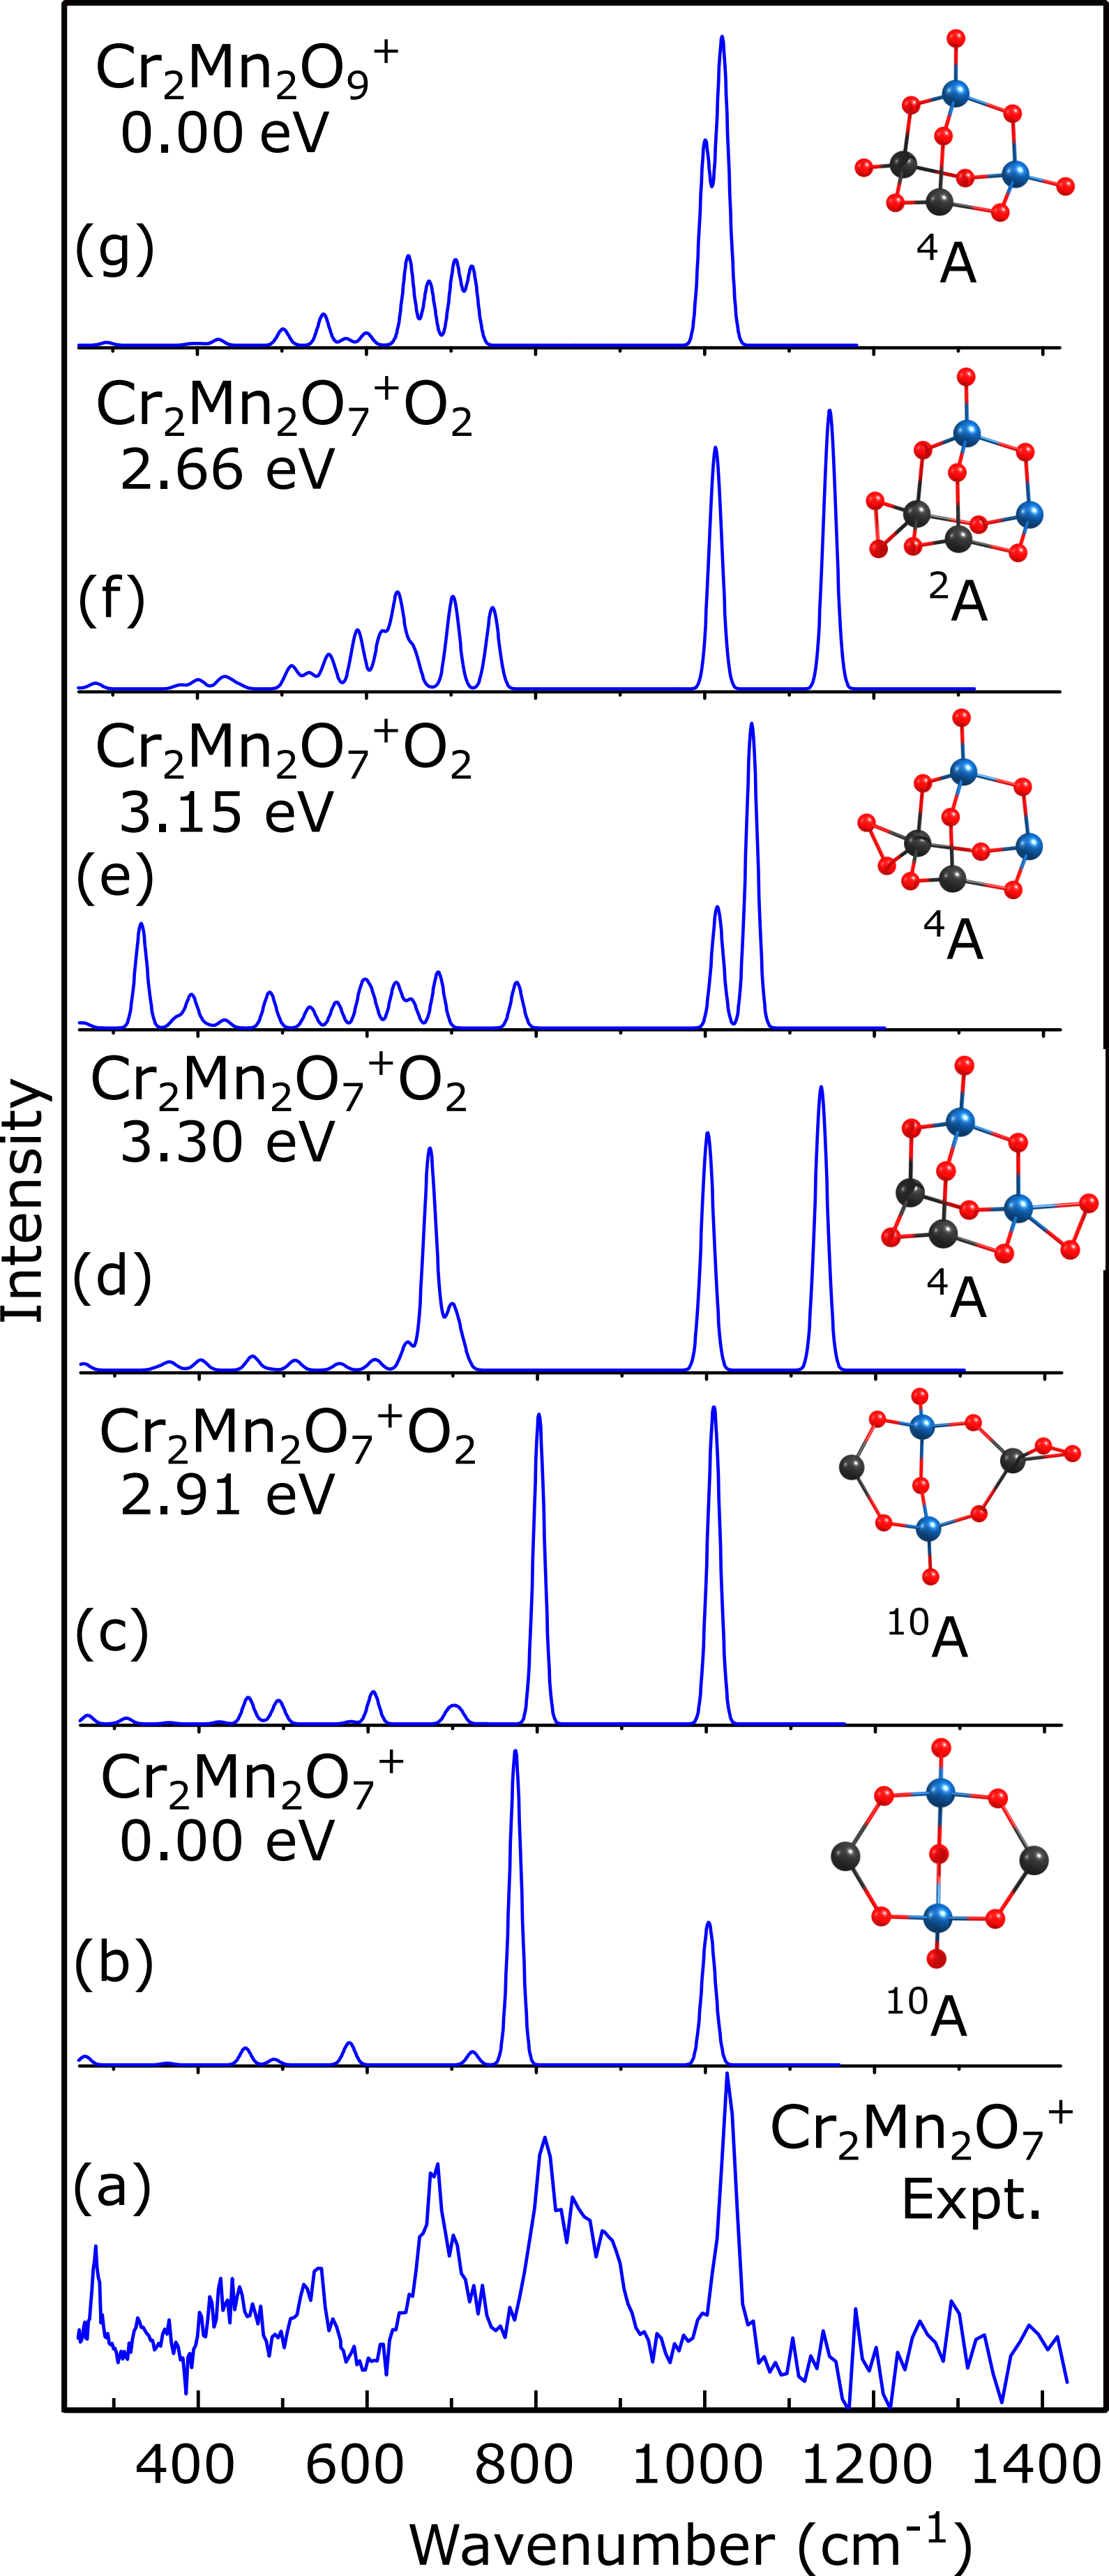 Cr₂Mn₂O₉⁺
0.00 eV
(g)
⁴A
Cr₂Mn₂O₇⁺O₂
2.66 eV
(f)
²A
Cr₂Mn₂O₇⁺O₂
3.15 eV
(e)
⁴A
Cr₂Mn₂O₇⁺O₂
3.30 eV
(d)
⁴A
Cr₂Mn₂O₇⁺O₂
2.91 eV
(c)
¹⁰A
Cr₂Mn₂O₇⁺
0.00 eV
(b)
¹⁰A
Cr₂Mn₂O₇⁺
Expt.
(a)
Intensity
400 600 800 1000 1200 1400
Wavenumber (cm⁻¹)